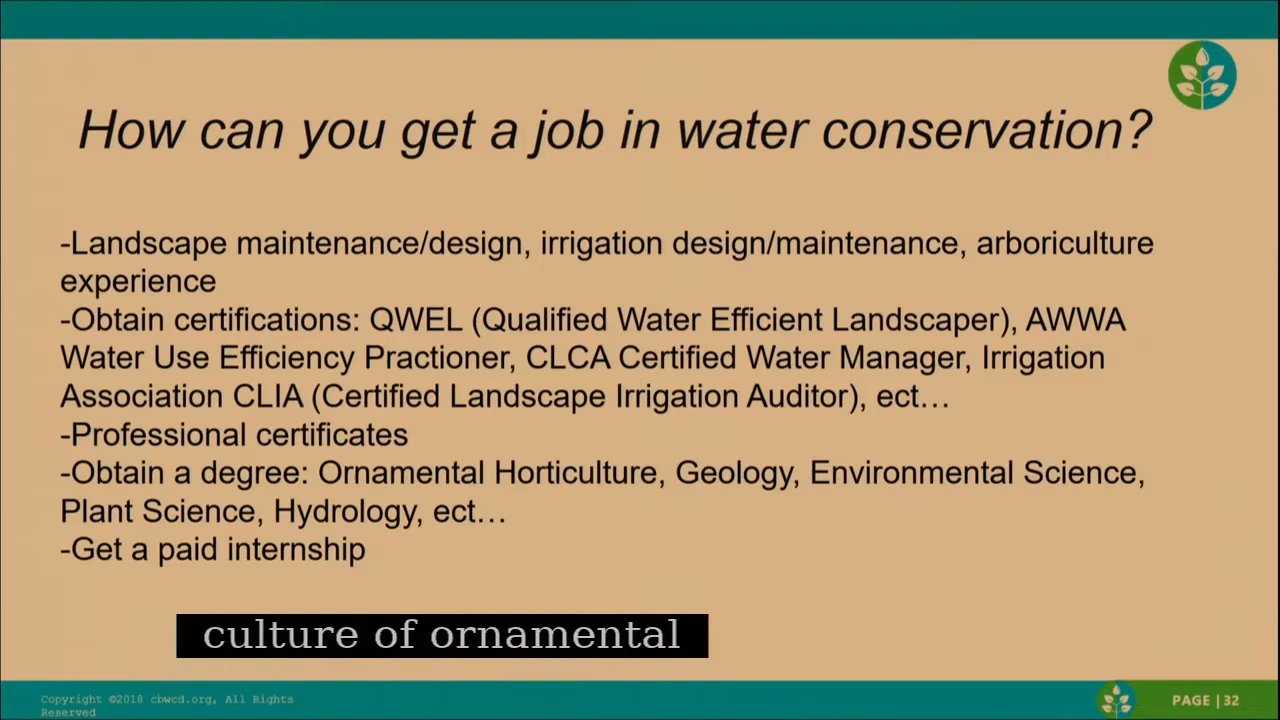 How can you get a job in water conservation?
-Landscape maintenance/design, irrigation design/maintenance, arboriculture
experience
-Obtain certifications: QWEL (Qualified Water Efficient Landscaper), AWWA
Water Use Efficiency Practioner, CLCA Certified Water Manager, Irrigation
Association CLIA (Certified Landscape Irrigation Auditor), ect…
-Professional certificates
-Obtain a degree: Ornamental Horticulture, Geology, Environmental Science,
Plant Science, Hydrology, ect…
-Get a paid internship
culture of ornamental
Copyright ©2018 cbwcd.org, All Rights
Reserved
PAGE | 32